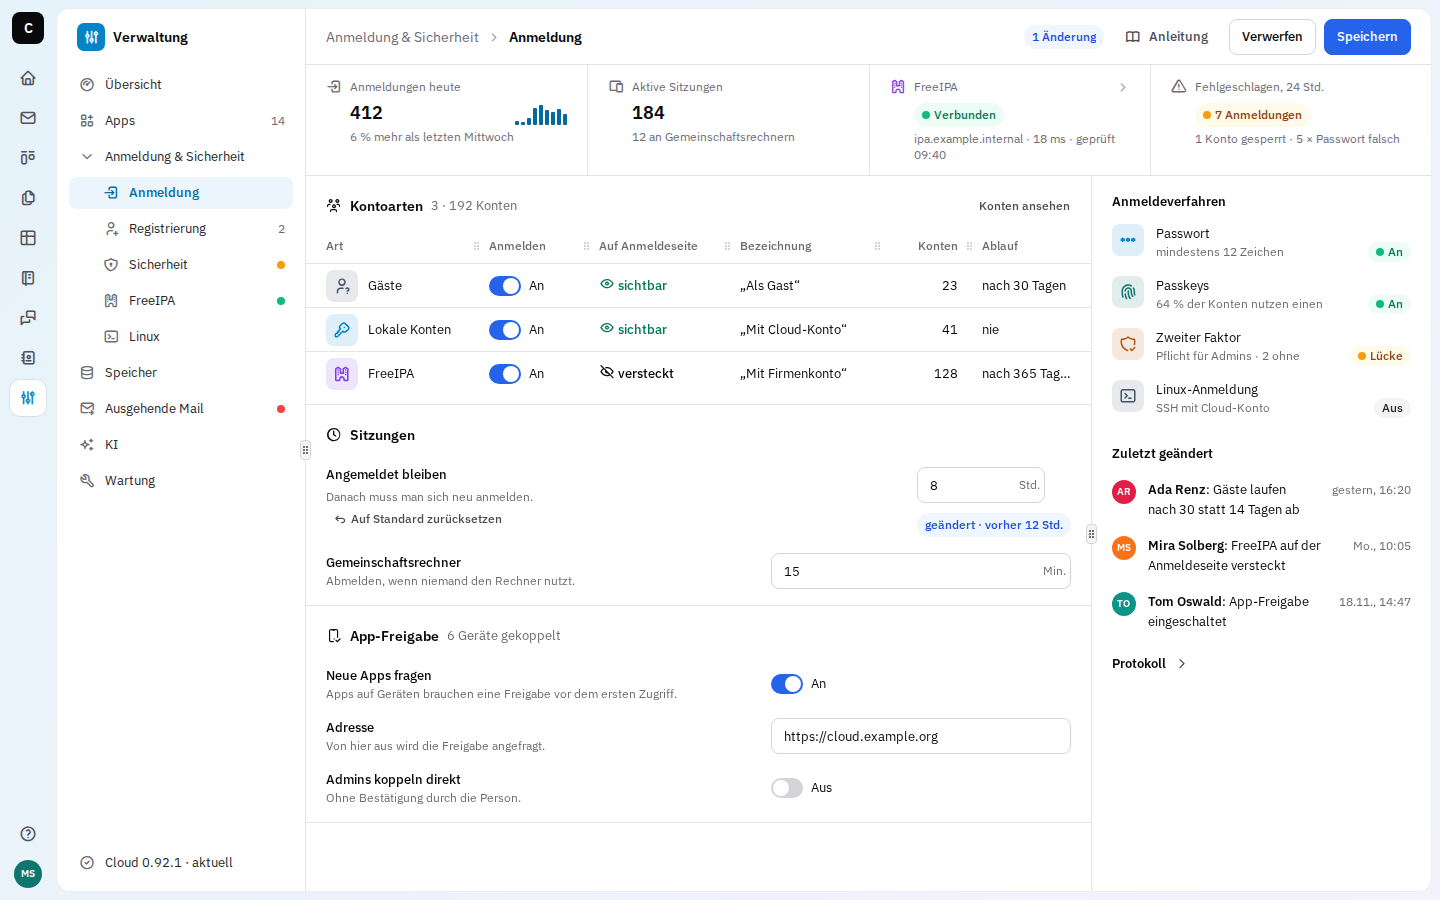 C
Verwaltung
Übersicht
Apps 14
Anmeldung & Sicherheit
Anmeldung
Registrierung 2
Sicherheit
FreeIPA
Linux
Speicher
Ausgehende Mail
KI
Wartung
Cloud 0.92.1 · aktuell
MS
Anmeldung & Sicherheit > Anmeldung
1 Änderung
Anleitung
Verwerfen
Speichern
Anmeldungen heute
412
6 % mehr als letzten Mittwoch
Aktive Sitzungen
184
12 an Gemeinschaftsrechnern
FreeIPA
Verbunden
ipa.example.internal · 18 ms · geprüft
09:40
Fehlgeschlagen, 24 Std.
7 Anmeldungen
1 Konto gesperrt · 5 × Passwort falsch
Kontoarten 3 · 192 Konten
Konten ansehen
Art Anmelden Auf Anmeldeseite Bezeichnung Konten Ablauf
Gäste An sichtbar „Als Gast“ 23 nach 30 Tagen
Lokale Konten An sichtbar „Mit Cloud-Konto“ 41 nie
FreeIPA An versteckt „Mit Firmenkonto“ 128 nach 365 Tag...
Sitzungen
Angemeldet bleiben
Danach muss man sich neu anmelden.
Auf Standard zurücksetzen
8 Std.
geändert · vorher 12 Std.
Gemeinschaftsrechner
Abmelden, wenn niemand den Rechner nutzt.
15 Min.
App-Freigabe 6 Geräte gekoppelt
Neue Apps fragen
Apps auf Geräten brauchen eine Freigabe vor dem ersten Zugriff.
An
Adresse
Von hier aus wird die Freigabe angefragt.
https://cloud.example.org
Admins koppeln direkt
Ohne Bestätigung durch die Person.
Aus
Anmeldeverfahren
Passwort
mindestens 12 Zeichen
An
Passkeys
64 % der Konten nutzen einen
An
Zweiter Faktor
Pflicht für Admins · 2 ohne
Lücke
Linux-Anmeldung
SSH mit Cloud-Konto
Aus
Zuletzt geändert
AR
Ada Renz: Gäste laufen
nach 30 statt 14 Tagen ab
gestern, 16:20
MS
Mira Solberg: FreeIPA auf der
Anmeldeseite versteckt
Mo., 10:05
TO
Tom Oswald: App-Freigabe
eingeschaltet
18.11., 14:47
Protokoll